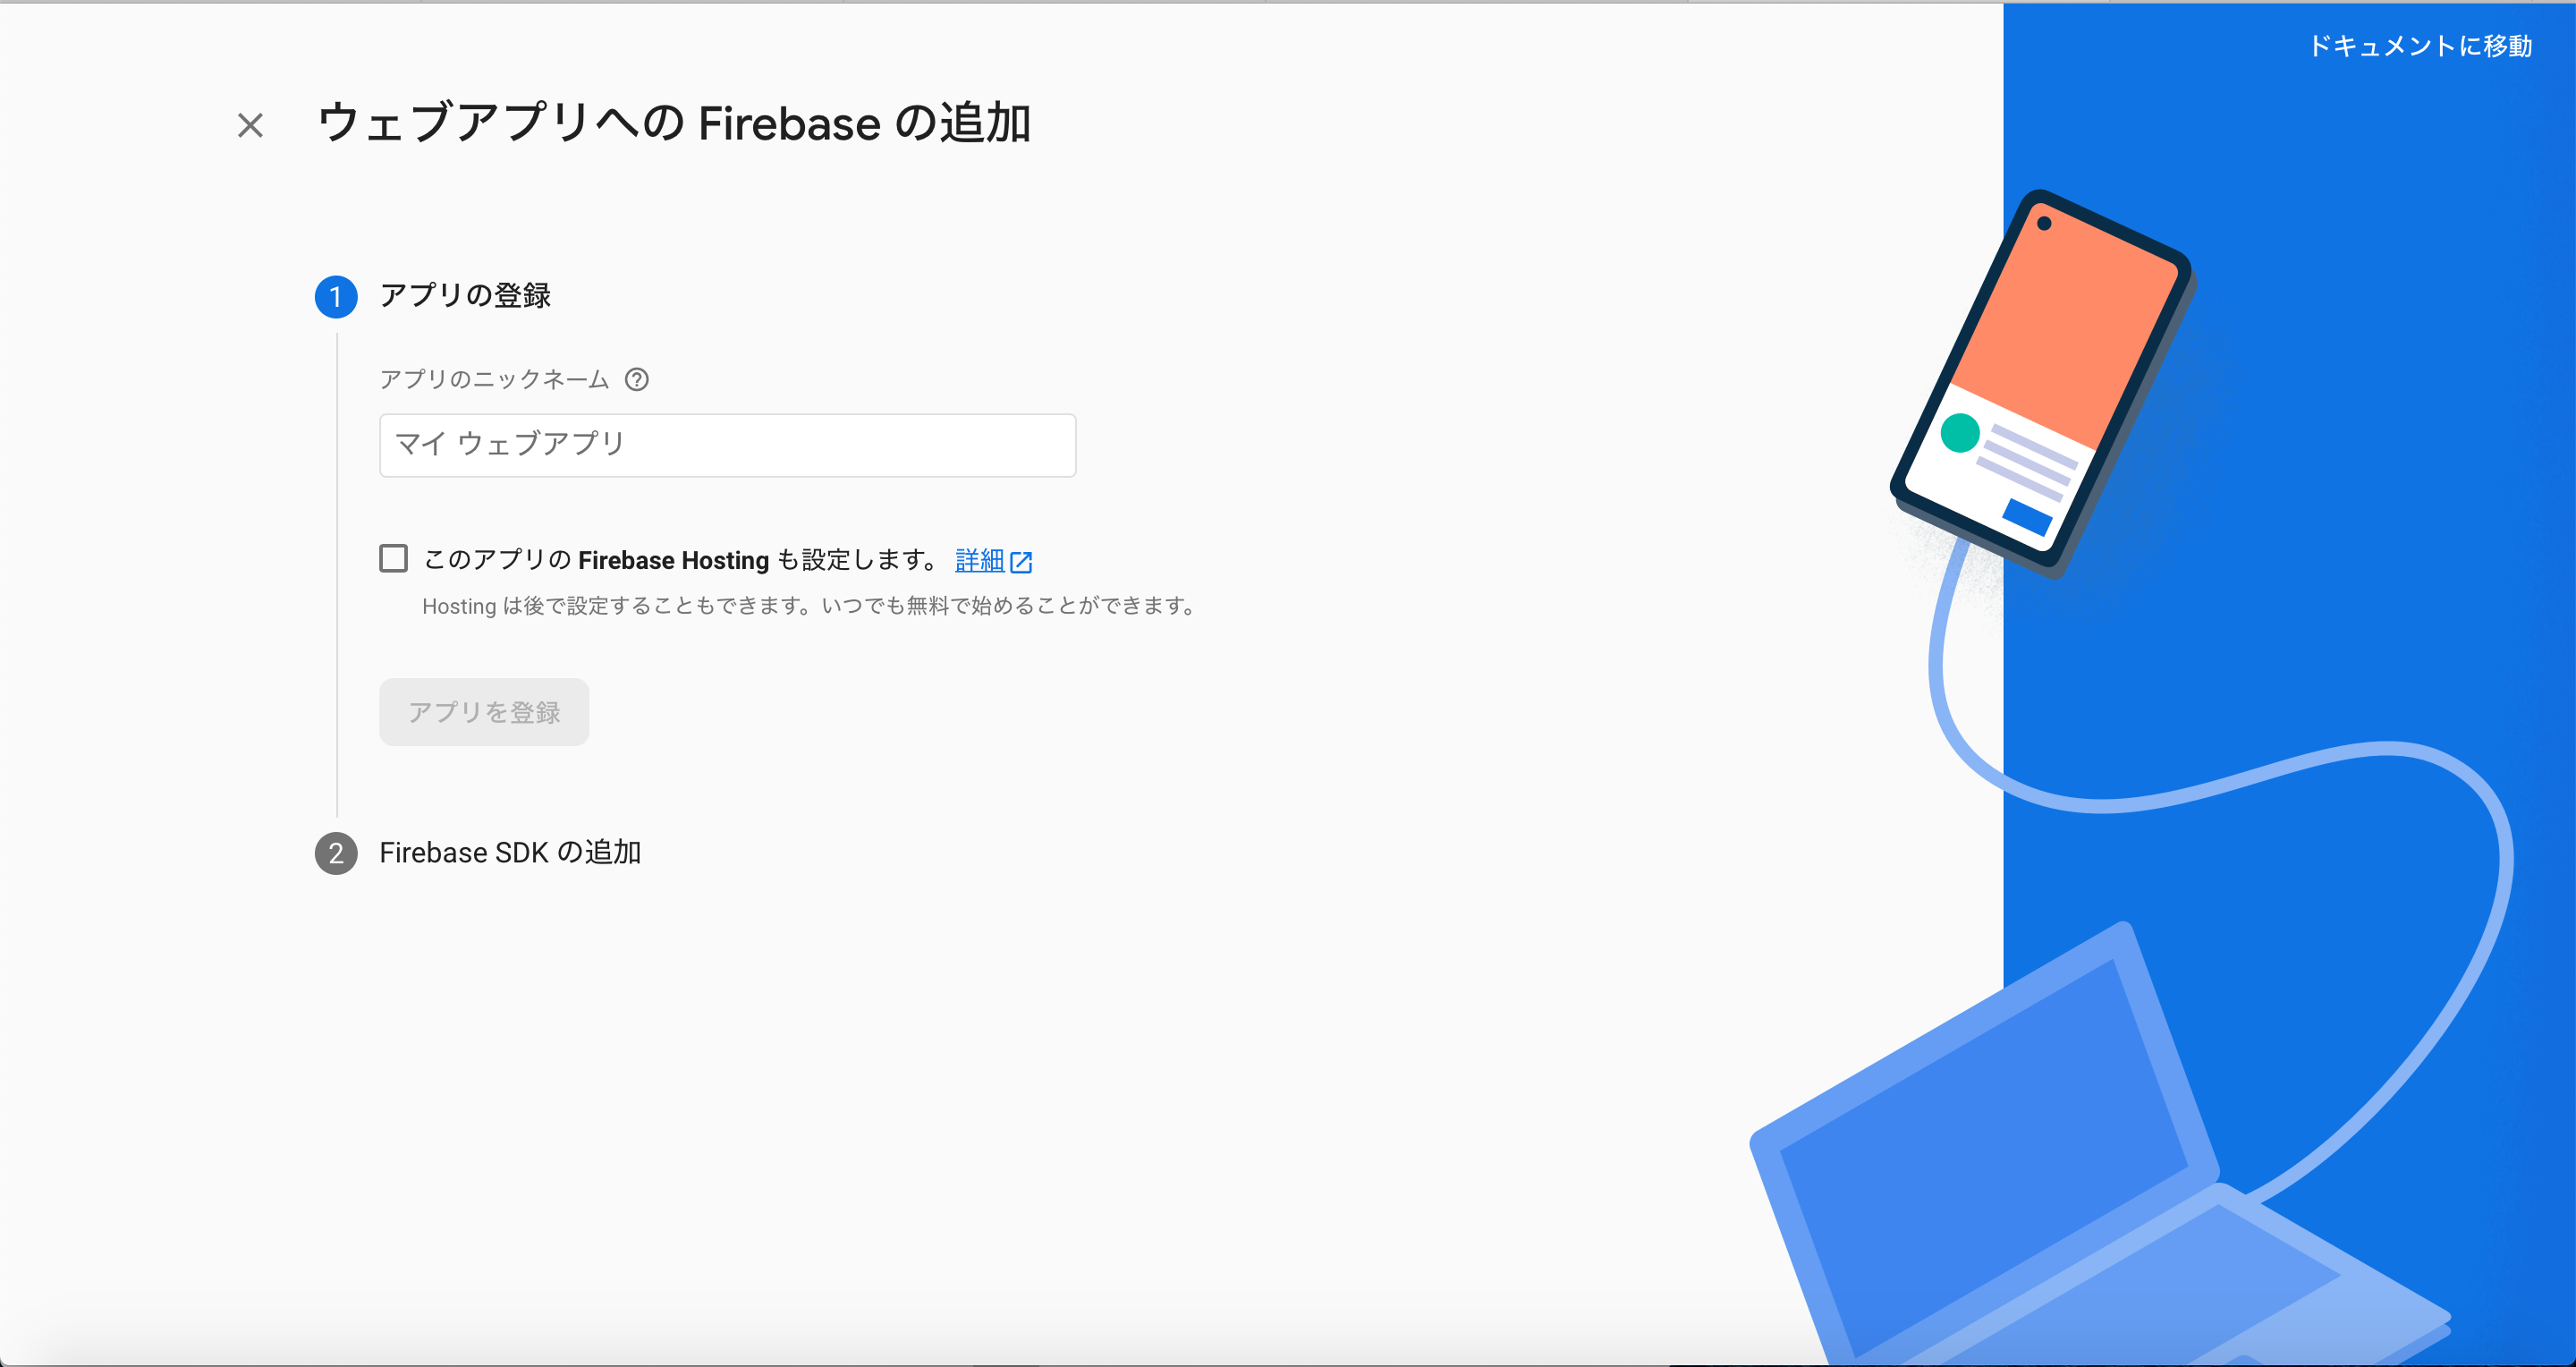 ドキュメントに移動
ウェブアプリへの Firebase の追加
1 アプリの登録
アプリのニックネーム
マイ ウェブアプリ
このアプリの Firebase Hosting も設定します。 詳細
Hosting は後で設定することもできます。いつでも無料で始めることができます。
アプリを登録
2 Firebase SDK の追加